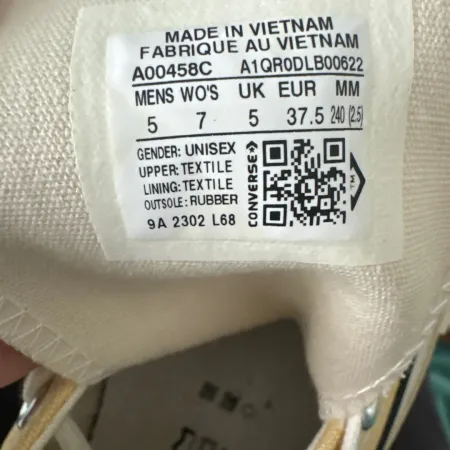 MADE IN VIETNAM
FABRIQUE AU VIETNAM
A00458C A1QR0DLB00622
MENS WO'S UK EUR MM
5 7 5 37.5 240 (2.5)
GENDER: UNISEX
UPPER: TEXTILE
LINING: TEXTILE
OUTSOLE: RUBBER
9A 2302 L68
CONVERSE
TM